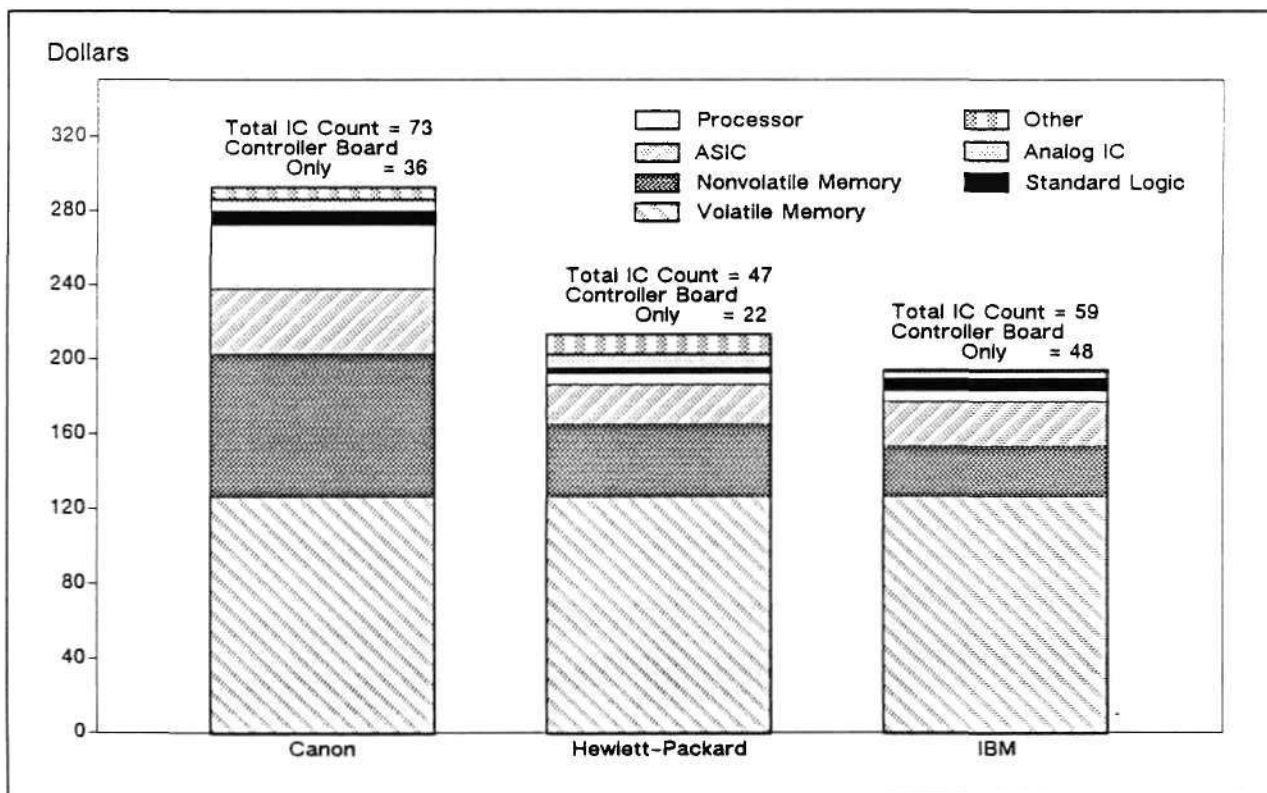 Dollars
320
280
240
200
160
120
80
40
0
Total IC Count = 73
Controller Board
Only = 36
Total IC Count = 47
Controller Board
Only = 22
Total IC Count = 59
Controller Board
Only = 48
Processor
ASIC
Nonvolatile Memory
Volatile Memory
Other
Analog IC
Standard Logic
Canon
Hewlett-Packard
IBM